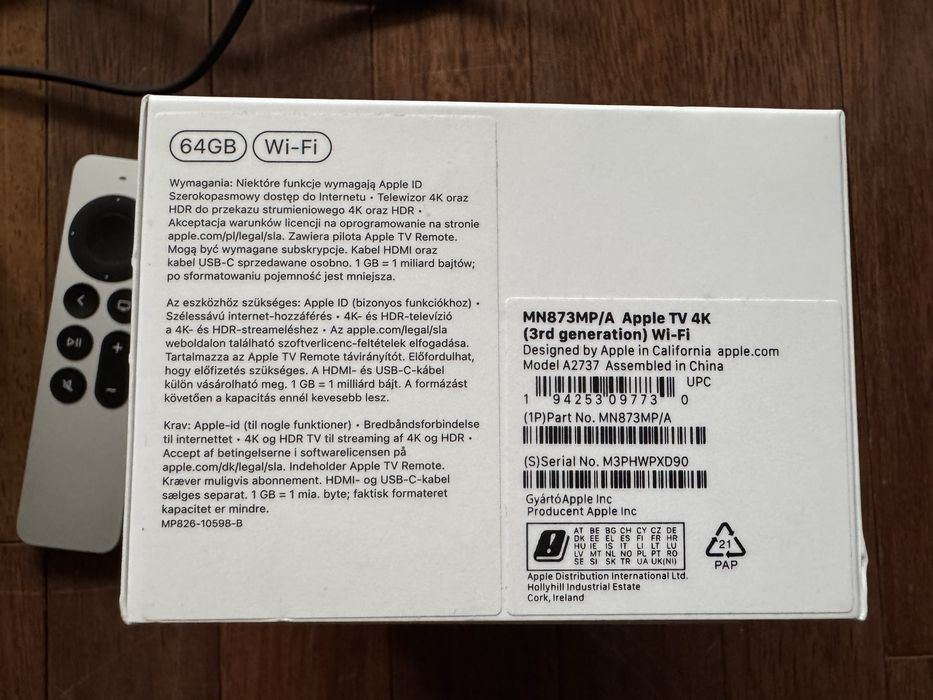 64GB Wi-Fi
Wymagania: Niektóre funkcje wymagają Apple ID
Szerokopasmowy dostęp do Internetu • Telewizor 4K oraz
HDR do przekazu strumieniowego 4K oraz HDR •
Akceptacja warunków licencji na oprogramowanie na stronie
apple.com/pl/legal/sla. Zawiera pilota Apple TV Remote.
Mogą być wymagane subskrypcje. Kabel HDMI oraz
kabel USB-C sprzedawane osobno. 1 GB = 1 miliard bajtów;
po sformatowaniu pojemność jest mniejsza.
Az eszközhöz szükséges: Apple ID (bizonyos funkciókhoz) •
Szélessávú internet-hozzáférés • 4K- és HDR-televízió
a 4K- és HDR-streameléshez • Az apple.com/legal/sla
weboldalon található szoftverlicenc-feltételek elfogadása.
Tartalmazza az Apple TV Remote távirányítót. Előfordulhat,
hogy előfizetés szükséges. A HDMI- és USB-C-kábel
külön vásárolható meg. 1 GB = 1 milliárd bájt. A formázást
követően a kapacitás ennél kevesebb lesz.
Krav: Apple-id (til nogle funktioner) • Bredbåndsforbindelse
til internettet • 4K og HDR TV til streaming af 4K og HDR •
Accept af betingelserne i softwarelicensen på
apple.com/dk/legal/sla. Indeholder Apple TV Remote.
Kræver muligvis abonnement. HDMI- og USB-C-kabel
sælges separat. 1 GB = 1 mia. byte; faktisk formateret
kapacitet er mindre.
MP826-10598-B
MN873MP/A Apple TV 4K
(3rd generation) Wi-Fi
Designed by Apple in California apple.com
Model A2737 Assembled in China
UPC
1 94253 09773 0
(1P)Part No. MN873MP/A
(S)Serial No. M3PHWPXD90
GyártóApple Inc
Producent Apple Inc
AT BE BG CH CY CZ DE
DK EE EL ES FI FR HR
HU IE IS IT LI LT LU
LV MT NL NO PL PT RO
SE SI SK TR UA UK(NI)
21
PAP
Apple Distribution International Ltd.
Hollyhill Industrial Estate
Cork, Ireland